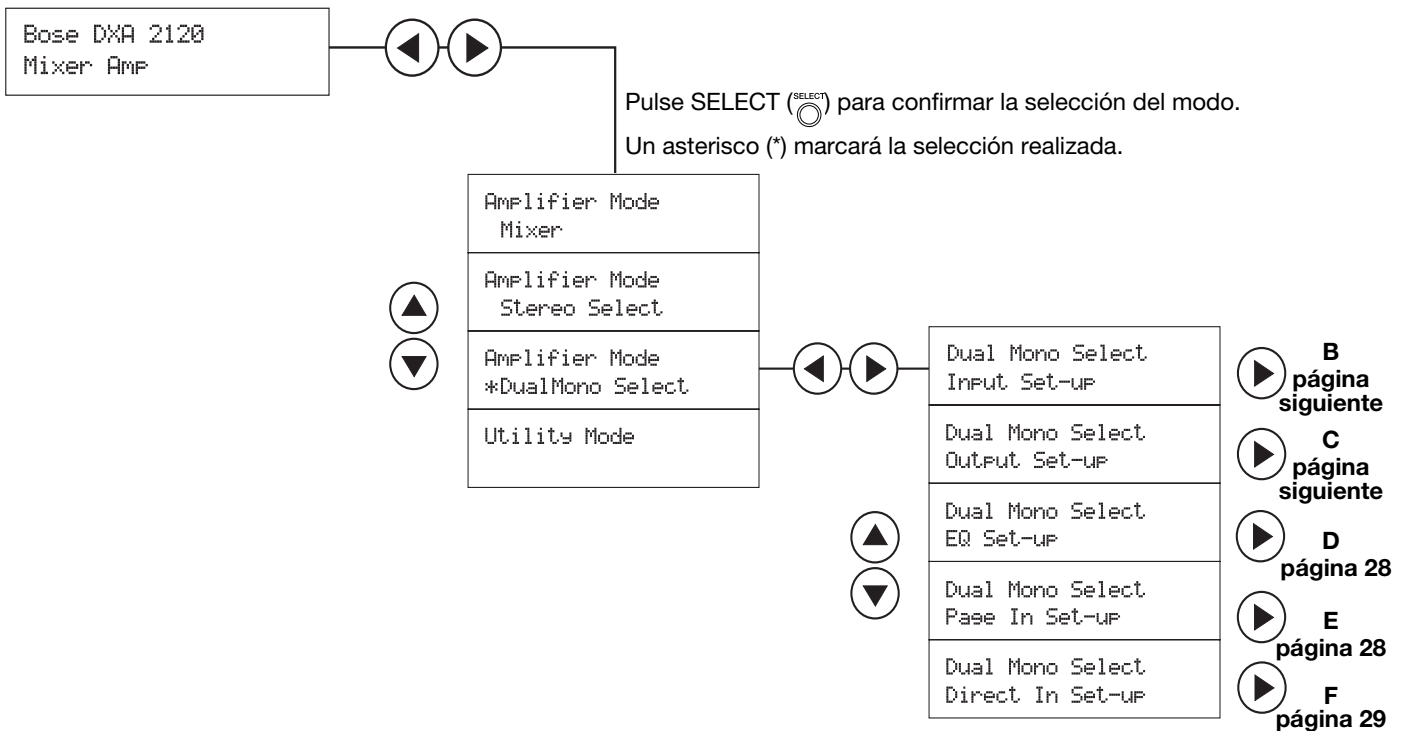 Bose DXA 2120
Mixer Amp
Pulse SELECT (SELECT) para confirmar la selección del modo.
Un asterisco (*) marcará la selección realizada.
Amplifier Mode
Mixer
Amplifier Mode
Stereo Select
Amplifier Mode
*DualMono Select
Utility Mode
Dual Mono Select
Input Set-up
B
página
siguiente
Dual Mono Select
Output Set-up
C
página
siguiente
Dual Mono Select
EQ Set-up
D
página 28
Dual Mono Select
Page In Set-up
E
página 28
Dual Mono Select
Direct In Set-up
F
página 29